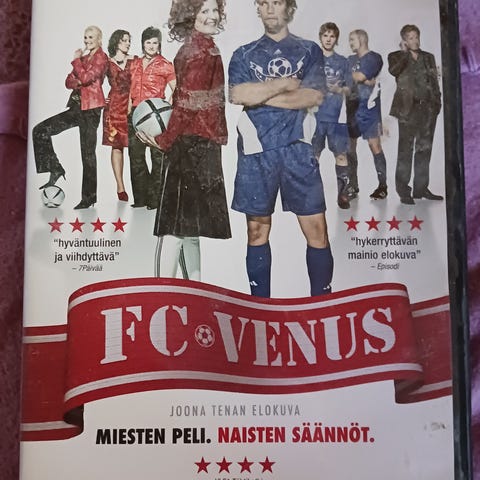 ★★★★
"hyväntuulinen
ja viihdyttävä"
– 7Päivää
★★★★
"hykerryttävän
mainio elokuva"
– Episodi
FC VENUS
JOONA TENAN ELOKUVA
MIESTEN PELI. NAISTEN SÄÄNNÖT.
★★★★